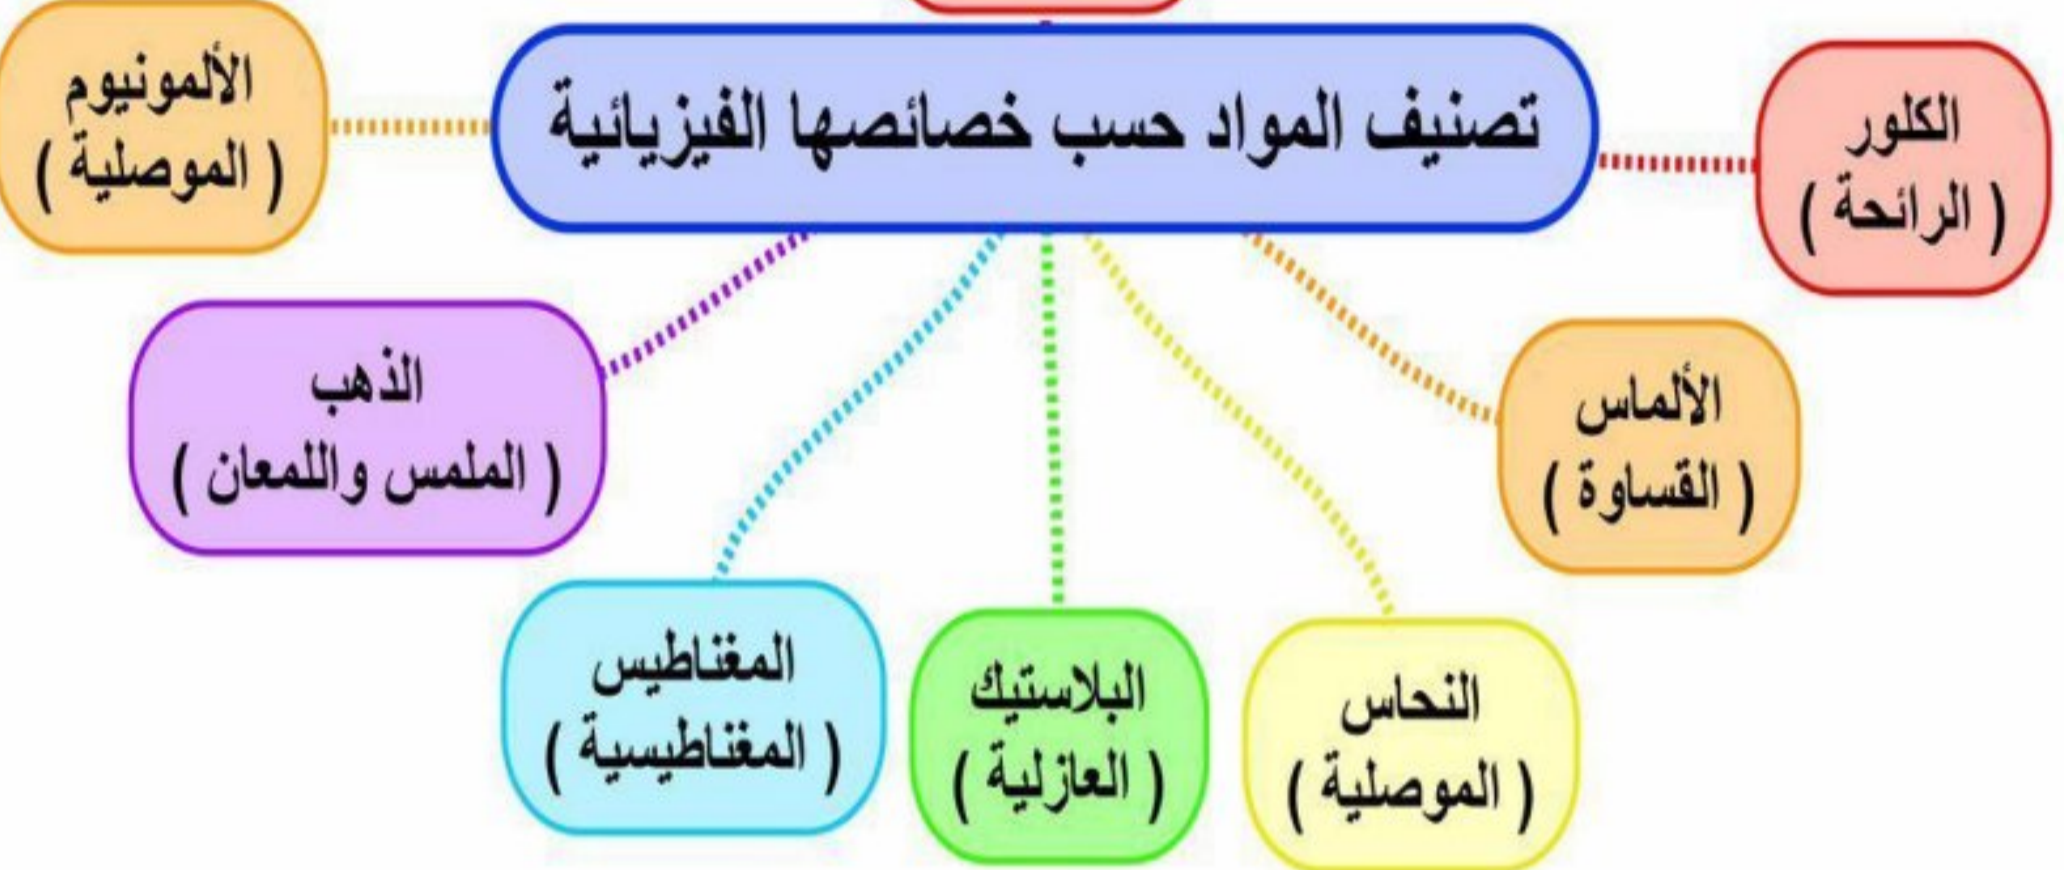 تصنيف المواد حسب خصائصها الفيزيائية
الكلور
( الرائحة )
الألماس
( القساوة )
النحاس
( الموصلية )
البلاستيك
( العازلية )
المغناطيس
( المغناطيسية )
الذهب
( الملمس واللمعان )
الألمونيوم
( الموصلية )